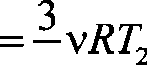 = 3/2 νRT₂